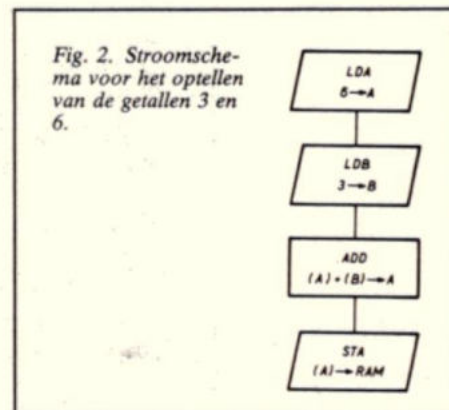 Fig. 2. Stroomsche-
ma voor het optellen
van de getallen 3 en
6.
LDA
6→A
LDB
3→B
ADD
(A)+(B)→A
STA
(A)→RAM